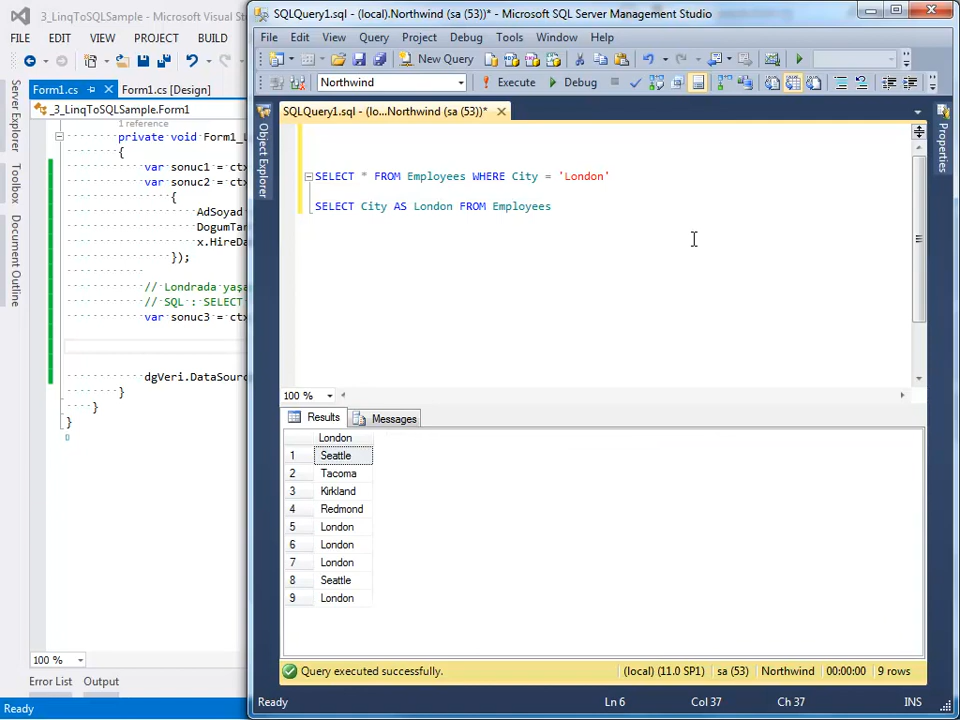 _3_LinqToSQLSample - Microsoft Visual St
FILE EDIT VIEW PROJECT BUILD
Form1.cs Form1.cs [Design]
_3_LinqToSQLSample.Form1
1 reference
private void Form1_L
{
var sonuc1 = ctx
var sonuc2 = ctx
{
AdSoyad
DogumTar
x.HireDa
});
// Londrada yaşa
// SQL : SELECT
var sonuc3 = ctx
dgVeri.DataSourc
}
}
}
100 %
Error List Output
Ready
Server Explorer
Toolbox
Document Outline
SQLQuery1.sql - (local).Northwind (sa (53))* - Microsoft SQL Server Management Studio
File Edit View Query Project Debug Tools Window Help
New Query
Northwind Execute Debug
SQLQuery1.sql - (lo...Northwind (sa (53))*
Object Explorer
Properties
SELECT * FROM Employees WHERE City = 'London'
SELECT City AS London FROM Employees
100 %
Results Messages
London
1 Seattle
2 Tacoma
3 Kirkland
4 Redmond
5 London
6 London
7 London
8 Seattle
9 London
Query executed successfully. (local) (11.0 SP1) sa (53) Northwind 00:00:00 9 rows
Ready Ln 6 Col 37 Ch 37 INS